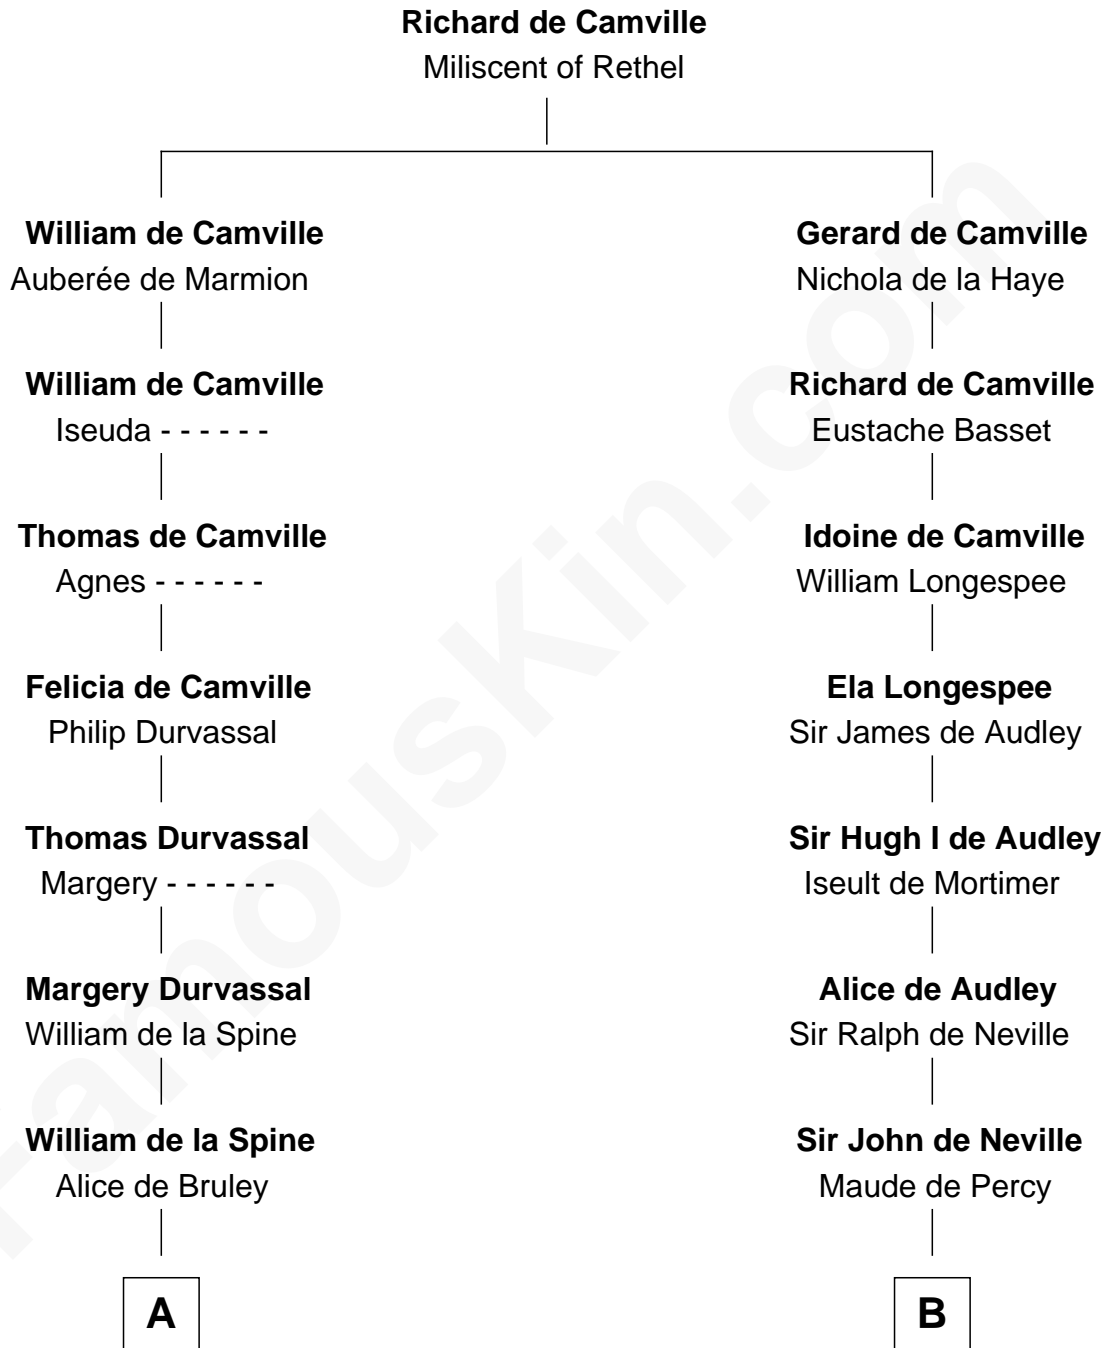 Richard de Camville
Miliscent of Rethel
William de Camville
Auberée de Marmion
Gerard de Camville
Nichola de la Haye
William de Camville
Iseuda - - - - - -
Richard de Camville
Eustache Basset
Thomas de Camville
Agnes - - - - - -
Idoine de Camville
William Longespee
Felicia de Camville
Philip Durvassal
Ela Longespee
Sir James de Audley
Thomas Durvassal
Margery - - - - - -
Sir Hugh I de Audley
Iseult de Mortimer
Margery Durvassal
William de la Spine
Alice de Audley
Sir Ralph de Neville
William de la Spine
Alice de Bruley
Sir John de Neville
Maude de Percy
A
B
FamousKin.com